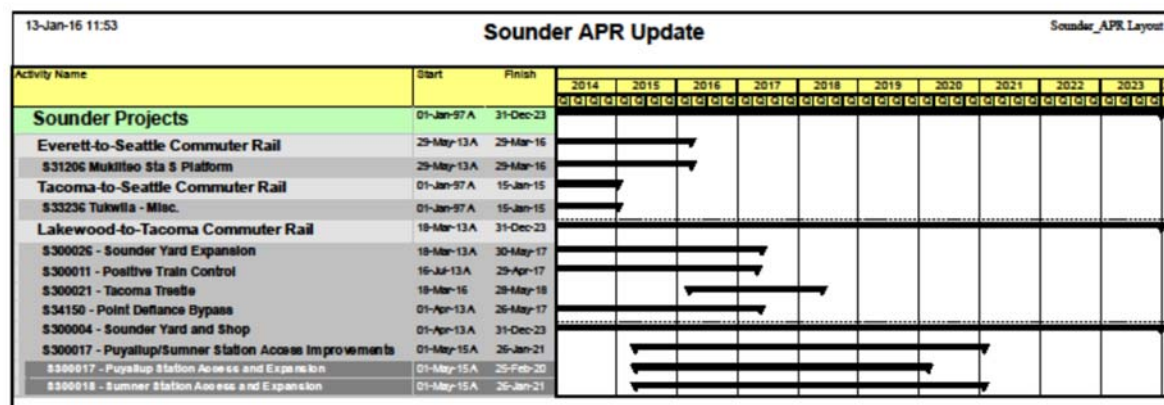 13-Jan-16 11:53 Sounder APR Update Sounder_APR Layout
Activity Name Start Finish
2014 2015 2016 2017 2018 2019 2020 2021 2022 2023
Q Q Q Q Q Q Q Q Q Q Q Q Q Q Q Q Q Q Q Q Q Q Q Q Q Q Q Q Q Q Q Q Q Q Q Q Q Q Q Q
Sounder Projects 01-Jan-97 A 31-Dec-23
Everett-to-Seattle Commuter Rail 29-May-13 A 29-Mar-16
S31206 Mukilteo Sta S Platform 29-May-13 A 29-Mar-16
Tacoma-to-Seattle Commuter Rail 01-Jan-97 A 15-Jan-15
S33236 Tukwila - Misc. 01-Jan-97 A 15-Jan-15
Lakewood-to-Tacoma Commuter Rail 18-Mar-13 A 31-Dec-23
S300026 - Sounder Yard Expansion 18-Mar-13 A 30-May-17
S300011 - Positive Train Control 16-Jul-13 A 29-Apr-17
S300021 - Tacoma Trestle 18-Mar-16 28-May-18
S34150 - Point Defiance Bypass 01-Apr-13 A 26-May-17
S300004 - Sounder Yard and Shop 01-Apr-13 A 31-Dec-23
S300017 - Puyallup/Sumner Station Access Improvements 01-May-15 A 26-Jan-21
S300017 - Puyallup Station Access and Expansion 01-May-15 A 25-Feb-20
S300018 - Sumner Station Access and Expansion 01-May-15 A 26-Jan-21